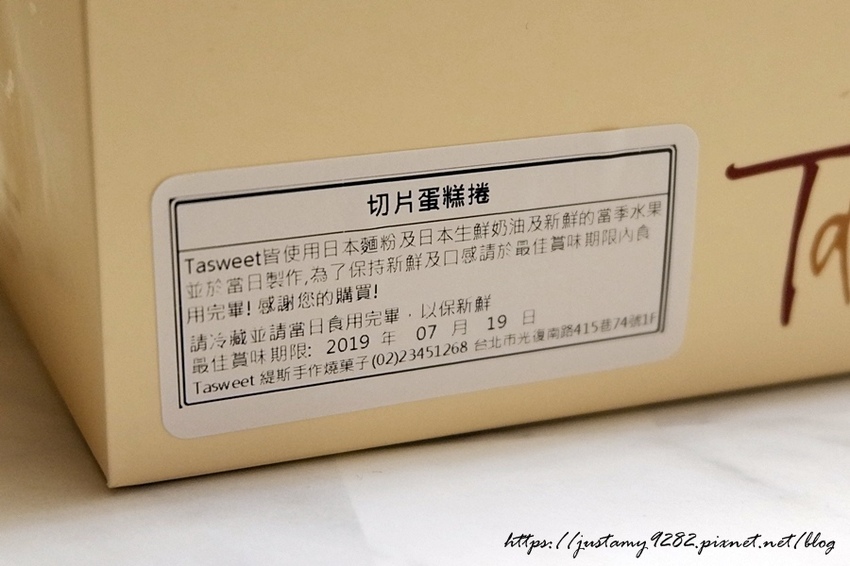 切片蛋糕捲
Tasweet皆使用日本麵粉及日本生鮮奶油及新鮮的當季水果
並於當日製作,為了保持新鮮及口感請於最佳賞味期限內食
用完畢! 感謝您的購買!
請冷藏並請當日食用完畢，以保新鮮
最佳賞味期限: 2019 年 07 月 19 日
Tasweet 緹斯手作燒菓子(02)23451268 台北市光復南路415巷74號1F
Ta
https://justamy9282.pixnet.net/blog